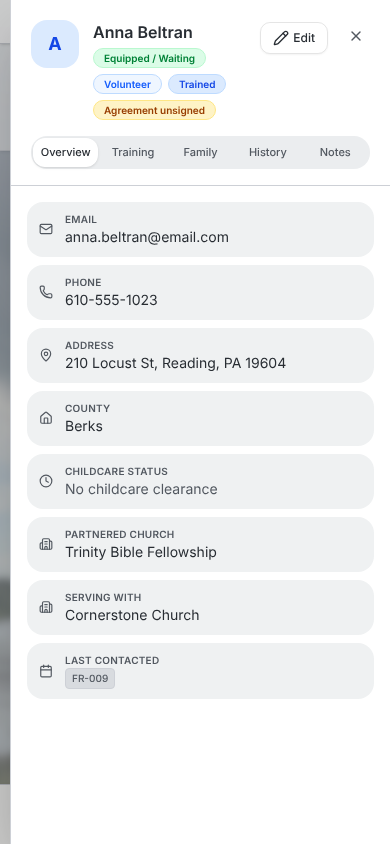 A
Anna Beltran
Edit
Equipped / Waiting
Volunteer Trained
Agreement unsigned
Overview Training Family History Notes
EMAIL
anna.beltran@email.com
PHONE
610-555-1023
ADDRESS
210 Locust St, Reading, PA 19604
COUNTY
Berks
CHILDCARE STATUS
No childcare clearance
PARTNERED CHURCH
Trinity Bible Fellowship
SERVING WITH
Cornerstone Church
LAST CONTACTED
FR-009